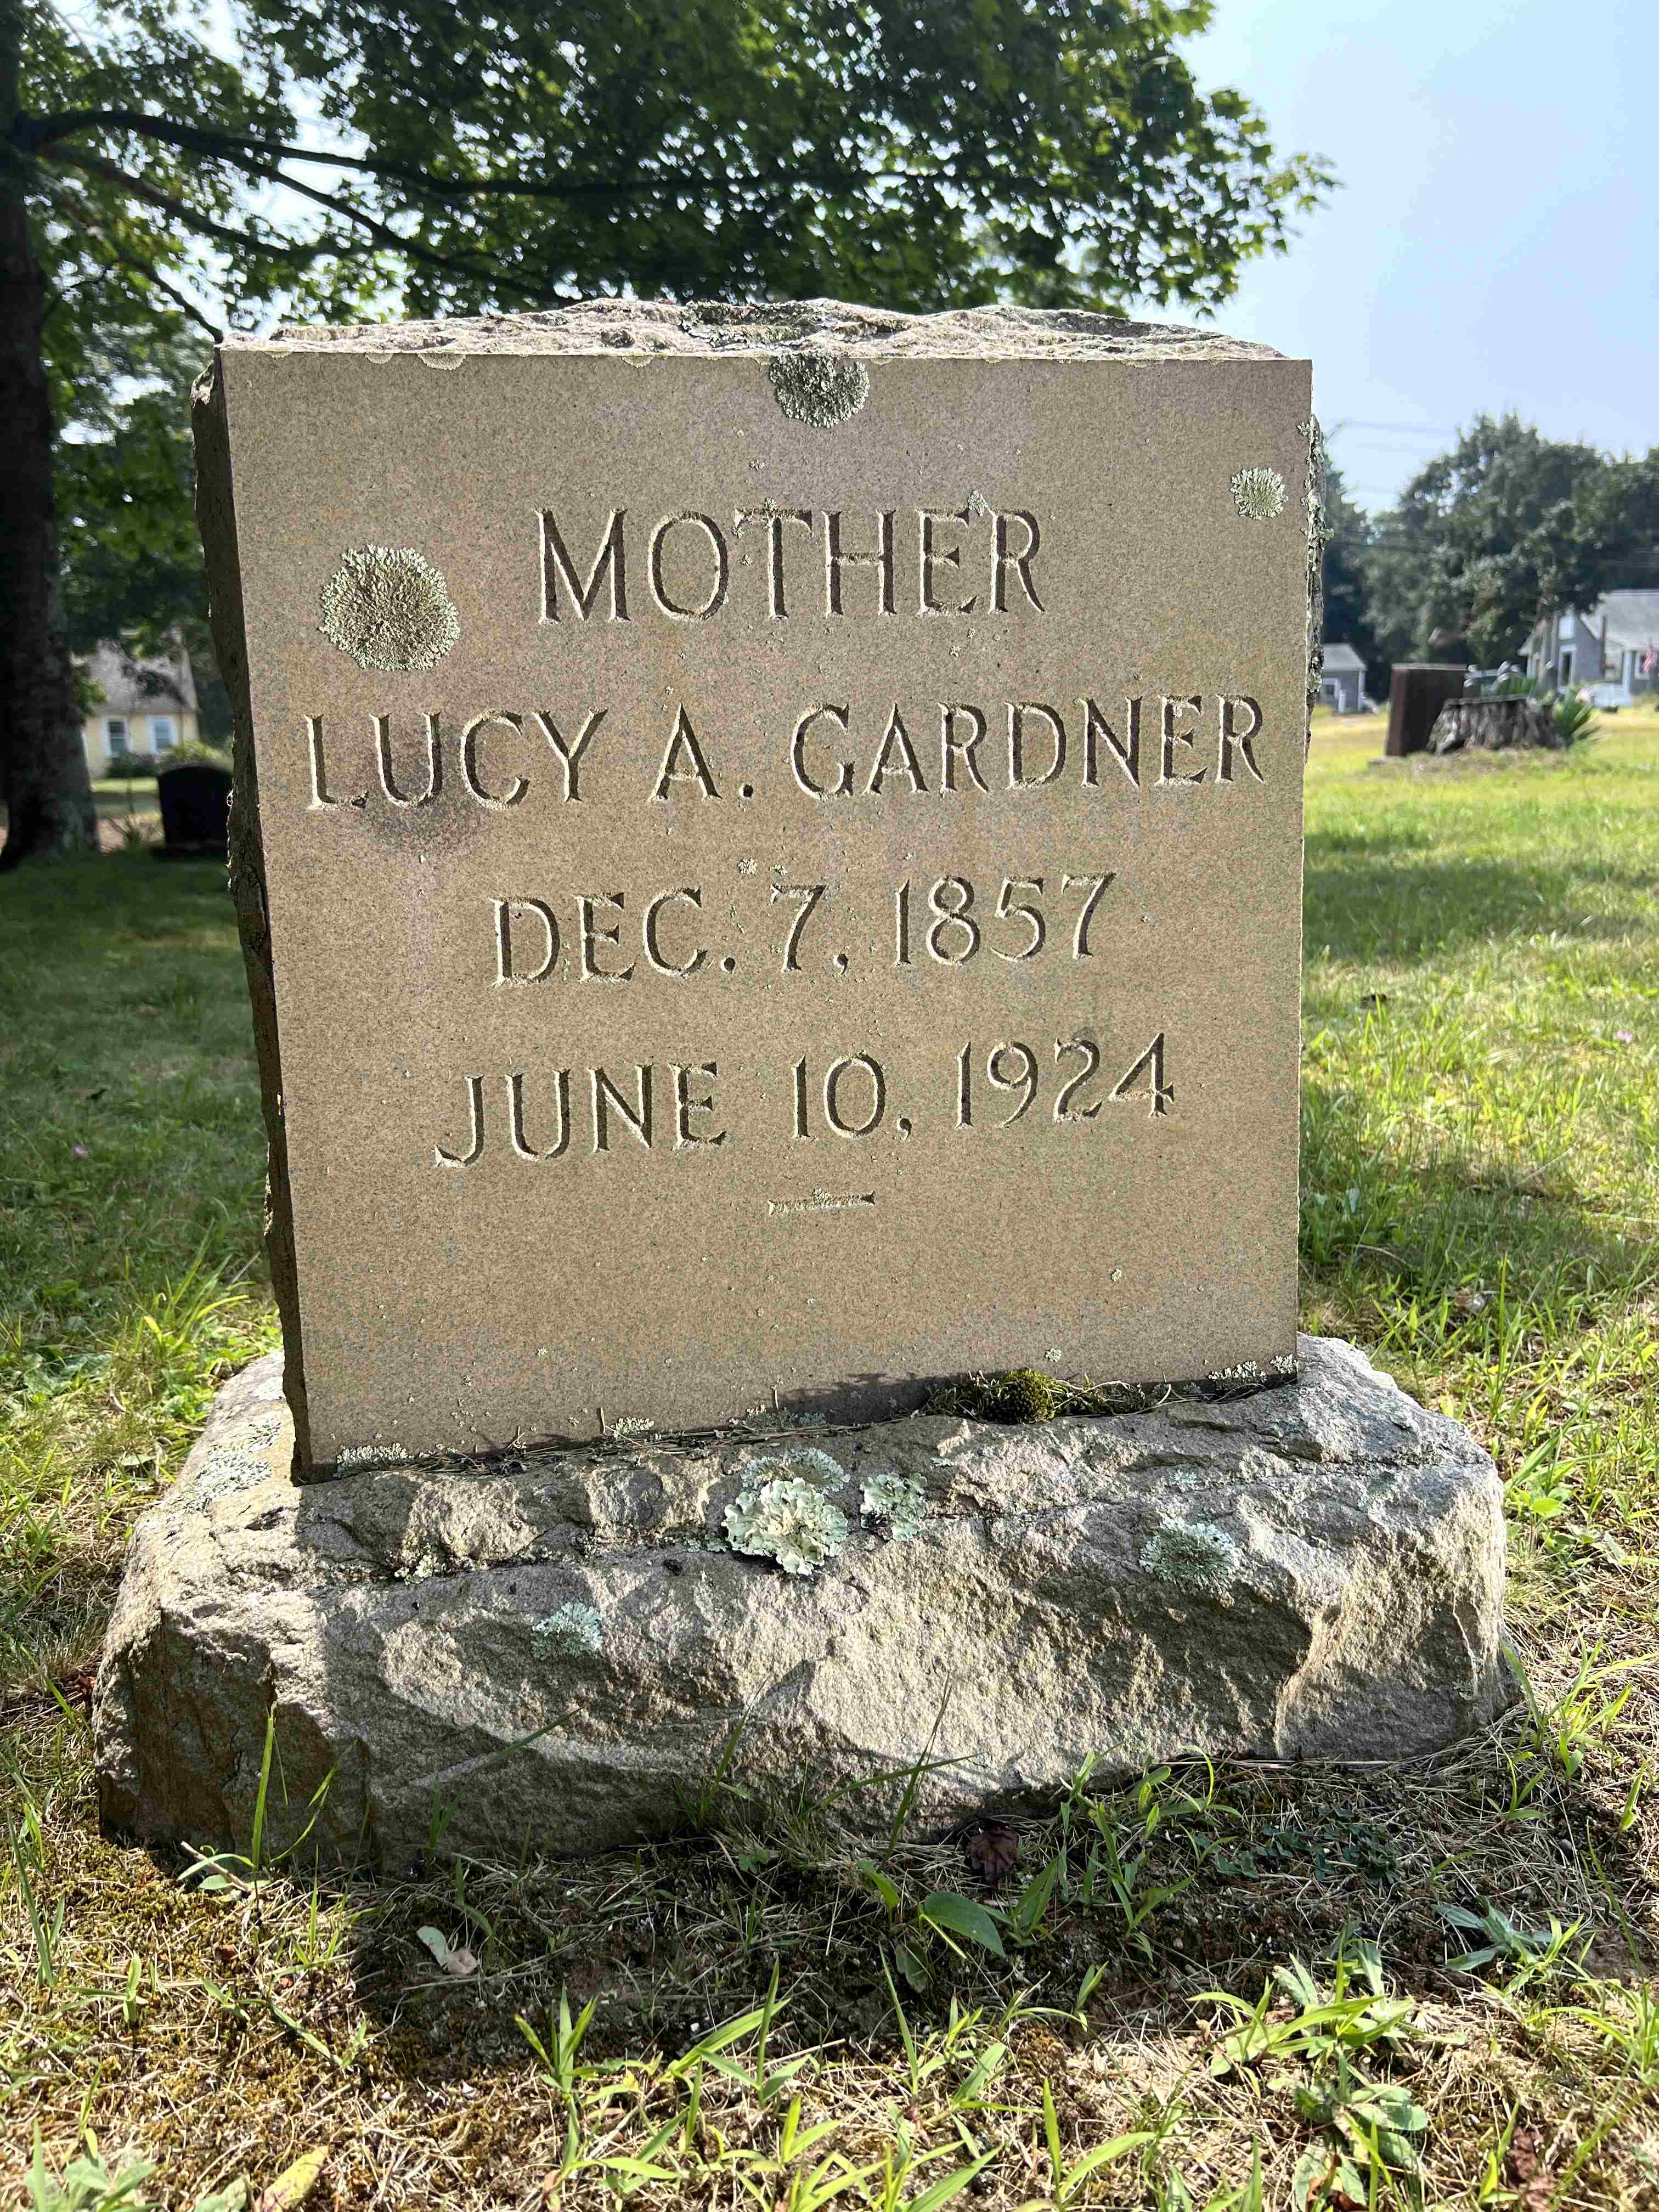 MOTHER
LUCY A. GARDNER
DEC. 7, 1857
JUNE 10, 1924